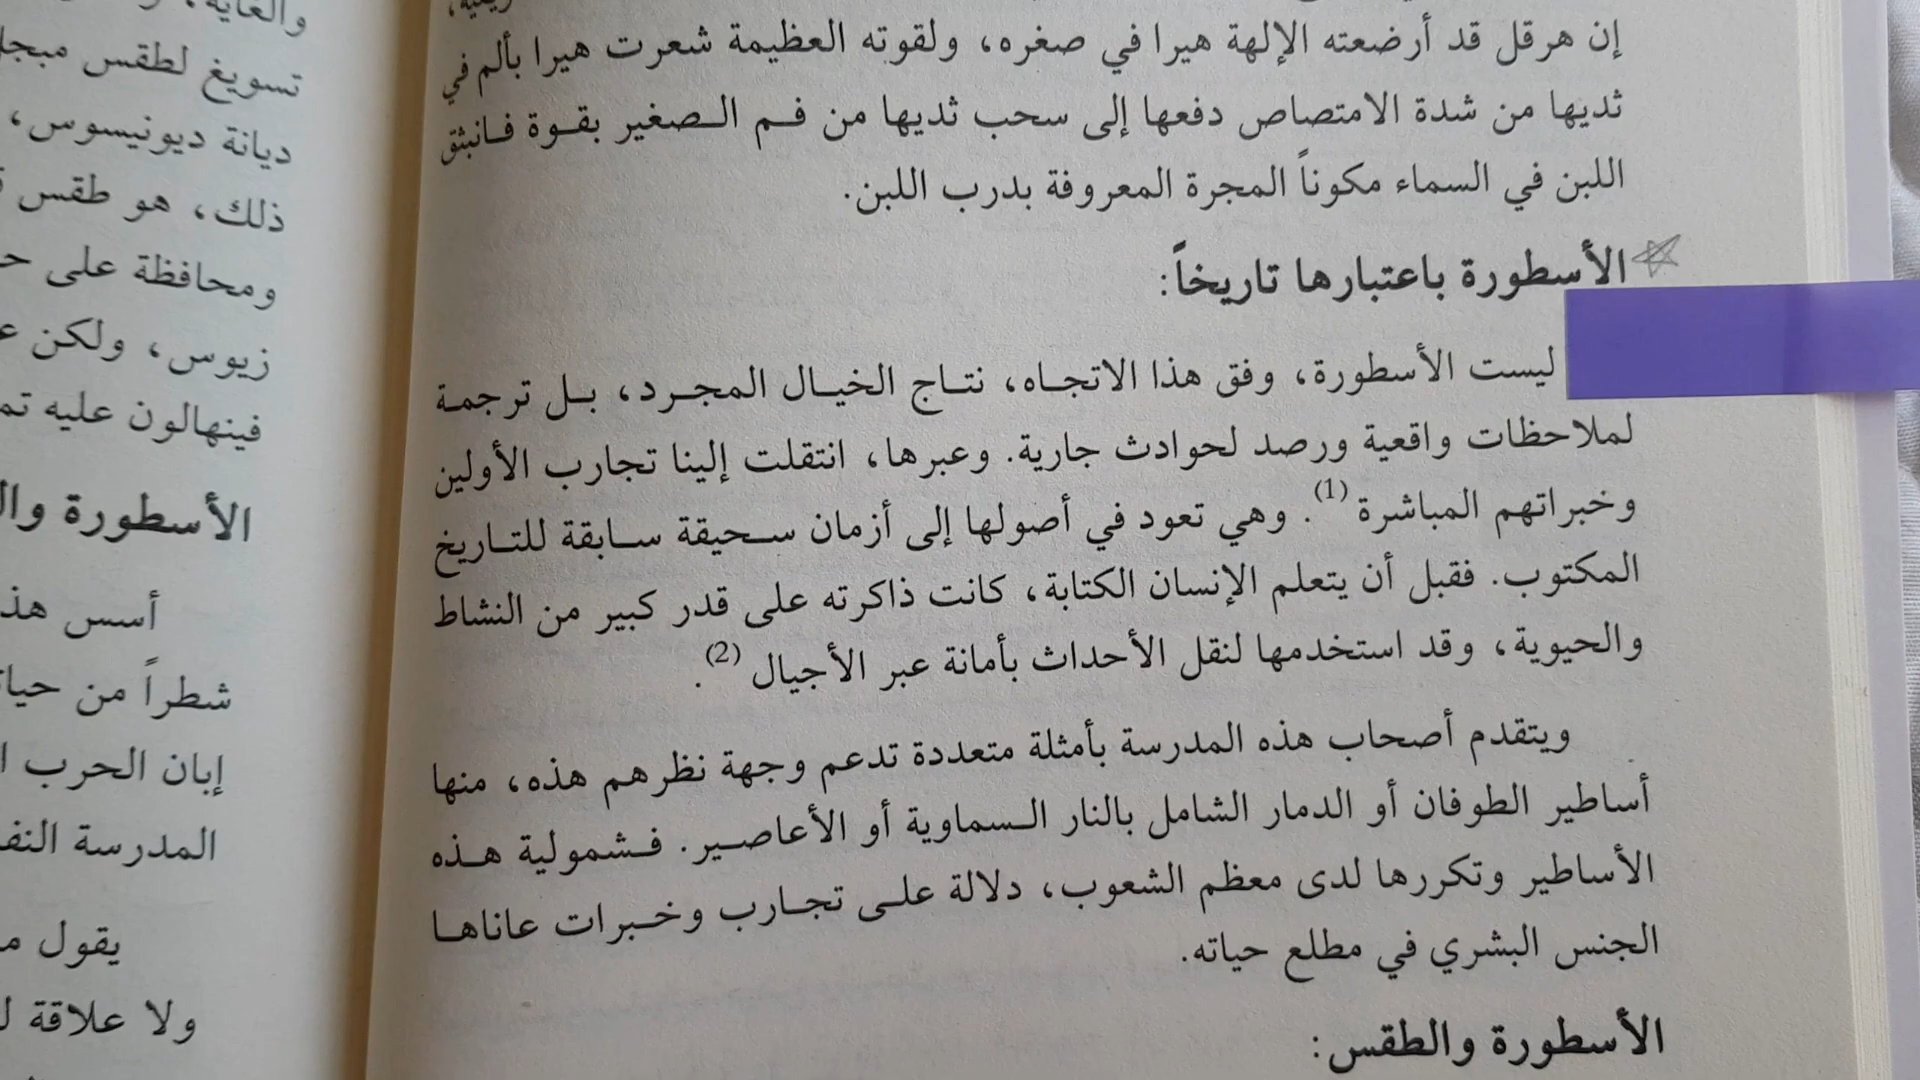 إن هرقل قد أرضعته الإلهة هيرا في صغره، ولقوته العظيمة شعرت هيرا بألم في
ثديها من شدة الامتصاص دفعها إلى سحب ثديها من فم الصغير بقوة فانبثق
اللبن في السماء مكوناً المجرة المعروفة بدرب اللبن.
الأسطورة باعتبارها تاريخاً:
ليست الأسطورة، وفق هذا الاتجاه، نتاج الخيال المجرد، بل ترجمة
لملاحظات واقعية ورصد لحوادث جارية. وعبرها، انتقلت إلينا تجارب الأولين
وخبراتهم المباشرة (1). وهي تعود في أصولها إلى أزمان سحيقة سابقة للتاريخ
المكتوب. فقبل أن يتعلم الإنسان الكتابة، كانت ذاكرته على قدر كبير من النشاط
والحيوية، وقد استخدمها لنقل الأحداث بأمانة عبر الأجيال (2).
ويتقدم أصحاب هذه المدرسة بأمثلة متعددة تدعم وجهة نظرهم هذه، منها
أساطير الطوفان أو الدمار الشامل بالنار السماوية أو الأعاصير. فشمولية هذه
الأساطير وتكررها لدى معظم الشعوب، دلالة على تجارب وخبرات عاناها
الجنس البشري في مطلع حياته.
الأسطورة والطقس:
والغاية،
تسويغ لطقس
ديانة ديونيسوس،
ذلك، هو طقس
ومحافظة على
زيوس، ولكن
فينهالون عليه
الأسطورة
أسس
شطراً من
إبان الحرب
المدرسة
يقول
ولا علاقة